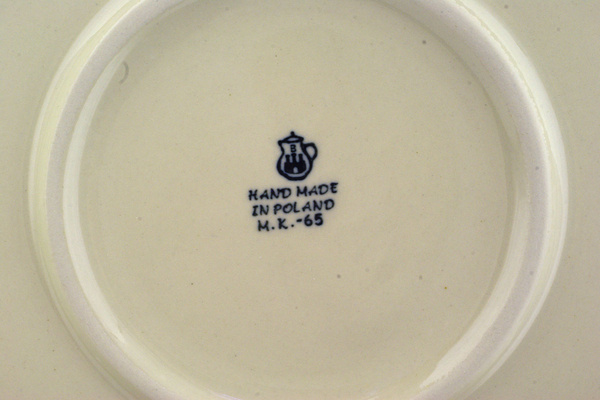 B
HAND MADE
IN POLAND
M.K.-65